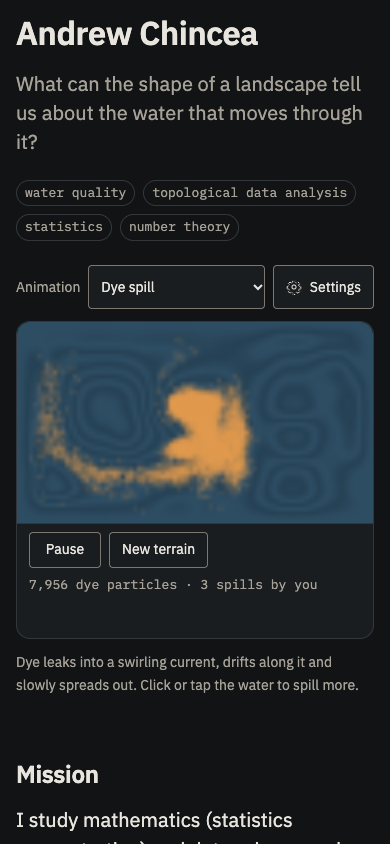 Andrew Chincea
What can the shape of a landscape tell
us about the water that moves through
it?
water quality
topological data analysis
statistics
number theory
Animation
Dye spill
Settings
Pause
New terrain
7,956 dye particles · 3 spills by you
Dye leaks into a swirling current, drifts along it and
slowly spreads out. Click or tap the water to spill more.
Mission
I study mathematics (statistics